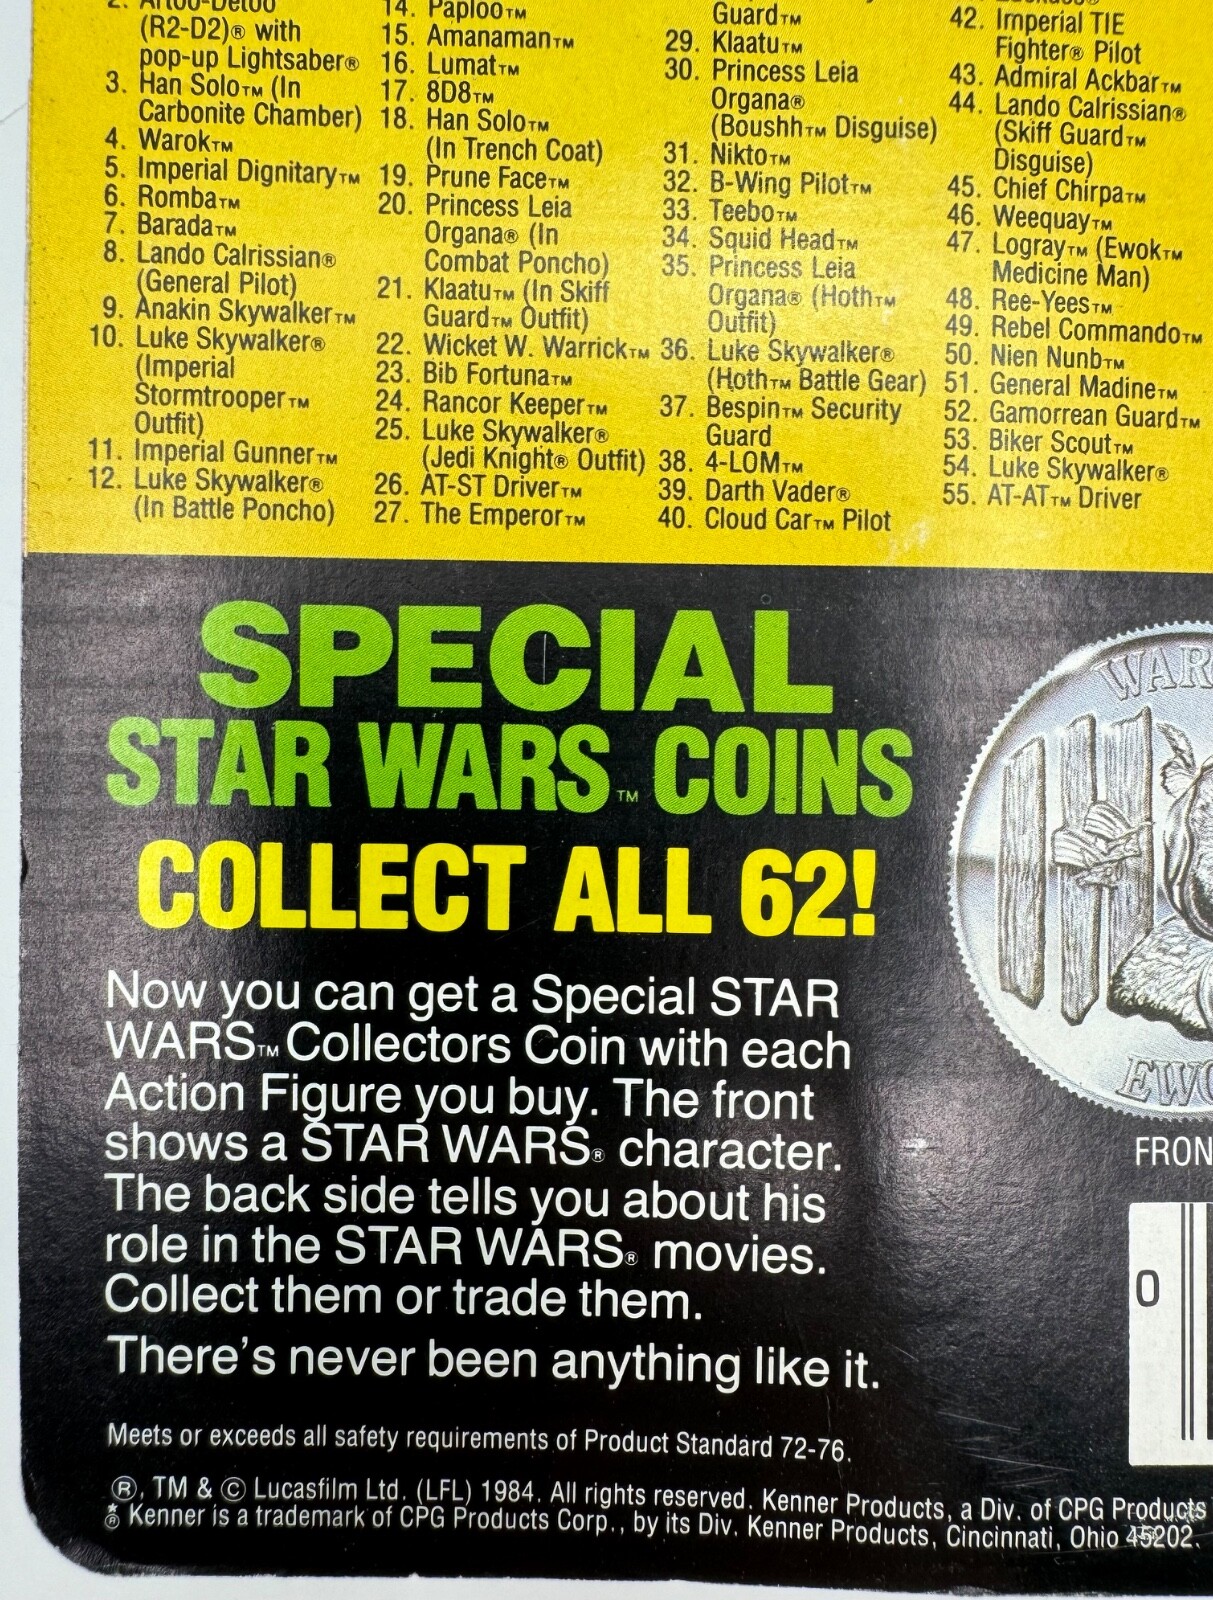 2. Artoo-Detoo
(R2-D2)® with
pop-up Lightsaber®
3. Han Solo™ (In
Carbonite Chamber)
4. Warok™
5. Imperial Dignitary™
6. Romba™
7. Barada™
8. Lando Calrissian®
(General Pilot)
9. Anakin Skywalker™
10. Luke Skywalker®
(Imperial
Stormtrooper™
Outfit)
11. Imperial Gunner™
12. Luke Skywalker®
(In Battle Poncho)
14. Paploo™
15. Amanaman™
16. Lumat™
17. 8D8™
18. Han Solo™
(In Trench Coat)
19. Prune Face™
20. Princess Leia
Organa® (In
Combat Poncho)
21. Klaatu™ (In Skiff
Guard™ Outfit)
22. Wicket W. Warrick™
23. Bib Fortuna™
24. Rancor Keeper™
25. Luke Skywalker®
(Jedi Knight® Outfit)
26. AT-ST Driver™
27. The Emperor™
Guard™
29. Klaatu™
30. Princess Leia
Organa®
(Boushh™ Disguise)
31. Nikto™
32. B-Wing Pilot™
33. Teebo™
34. Squid Head™
35. Princess Leia
Organa® (Hoth™
Outfit)
36. Luke Skywalker®
(Hoth™ Battle Gear)
37. Bespin™ Security
Guard
38. 4-LOM™
39. Darth Vader®
40. Cloud Car™ Pilot
42. Imperial TIE
Fighter® Pilot
43. Admiral Ackbar™
44. Lando Calrissian®
(Skiff Guard™
Disguise)
45. Chief Chirpa™
46. Weequay™
47. Logray™ (Ewok™
Medicine Man)
48. Ree-Yees™
49. Rebel Commando™
50. Nien Nunb™
51. General Madine™
52. Gamorrean Guard™
53. Biker Scout™
54. Luke Skywalker®
55. AT-AT™ Driver
SPECIAL
STAR WARS™ COINS
COLLECT ALL 62!
Now you can get a Special STAR
WARS™ Collectors Coin with each
Action Figure you buy. The front
shows a STAR WARS® character.
The back side tells you about his
role in the STAR WARS® movies.
Collect them or trade them.
There's never been anything like it.
WAR
EWO
FRON
0
Meets or exceeds all safety requirements of Product Standard 72-76.
®, TM & © Lucasfilm Ltd. (LFL) 1984. All rights reserved. Kenner Products, a Div. of CPG Products
*® Kenner is a trademark of CPG Products Corp., by its Div. Kenner Products, Cincinnati, Ohio 45202.